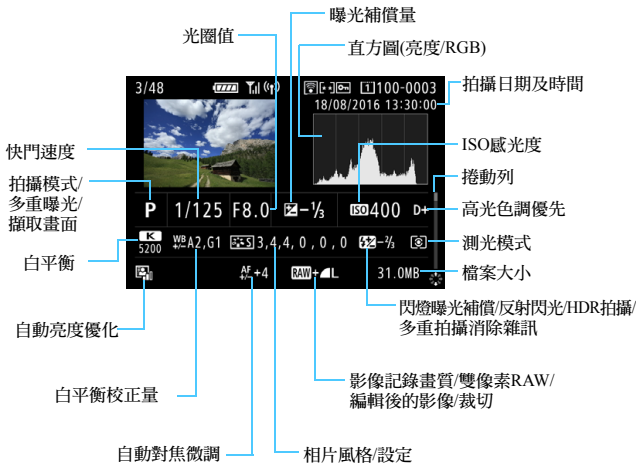 曝光補償量
光圈值
直方圖(亮度/RGB)
3/48
100-0003
拍攝日期及時間
18/08/2016 13:30:00
快門速度
ISO感光度
拍攝模式/
多重曝光/
擷取畫面
捲動列
P 1/125 F8.0 -⅓ ISO400 D+
高光色調優先
白平衡
K
5200
WB
+/-
A2,G1
S 3,4,4,0,0,0
-⅔
測光模式
AF
+/-
+4
RAW+L
31.0MB
檔案大小
自動亮度優化
閃燈曝光補償/反射閃光/HDR拍攝/
多重拍攝消除雜訊
白平衡校正量
影像記錄畫質/雙像素RAW/
編輯後的影像/裁切
自動對焦微調
相片風格/設定